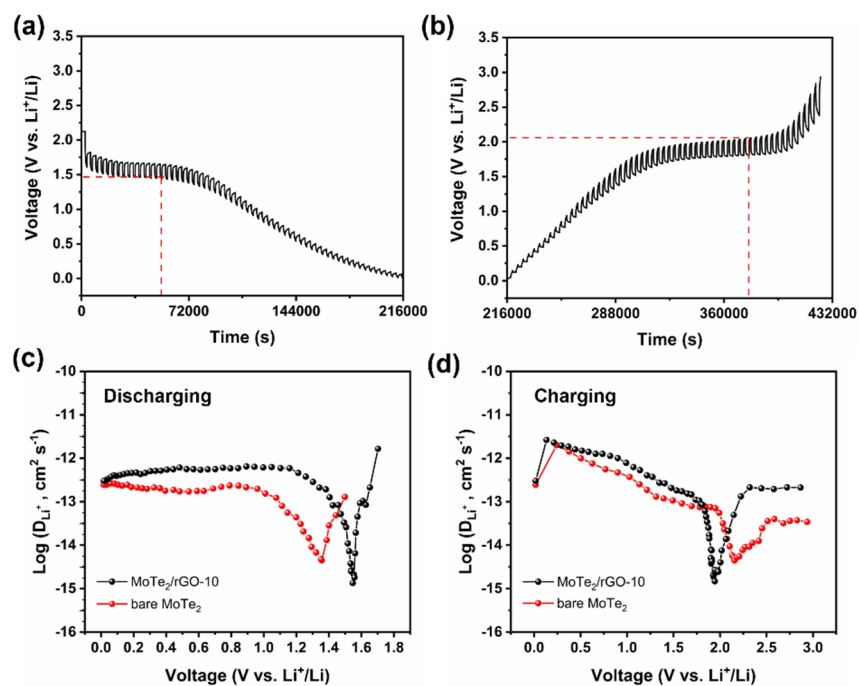 (a)
3.5
3.0
2.5
2.0
1.5
1.0
0.5
0.0
Voltage (V vs. Li⁺/Li)
0 72000 144000 216000
Time (s)
(b)
3.5
3.0
2.5
2.0
1.5
1.0
0.5
0.0
Voltage (V vs. Li⁺/Li)
216000 288000 360000 432000
Time (s)
(c)
Discharging
-10
-11
-12
-13
-14
-15
-16
Log (D_Li⁺, cm² s⁻¹)
MoTe₂/rGO-10
bare MoTe₂
0.0 0.2 0.4 0.6 0.8 1.0 1.2 1.4 1.6 1.8
Voltage (V vs. Li⁺/Li)
(d)
Charging
-10
-11
-12
-13
-14
-15
-16
Log (D_Li⁺, cm² s⁻¹)
MoTe₂/rGO-10
bare MoTe₂
0.0 0.5 1.0 1.5 2.0 2.5 3.0
Voltage (V vs. Li⁺/Li)